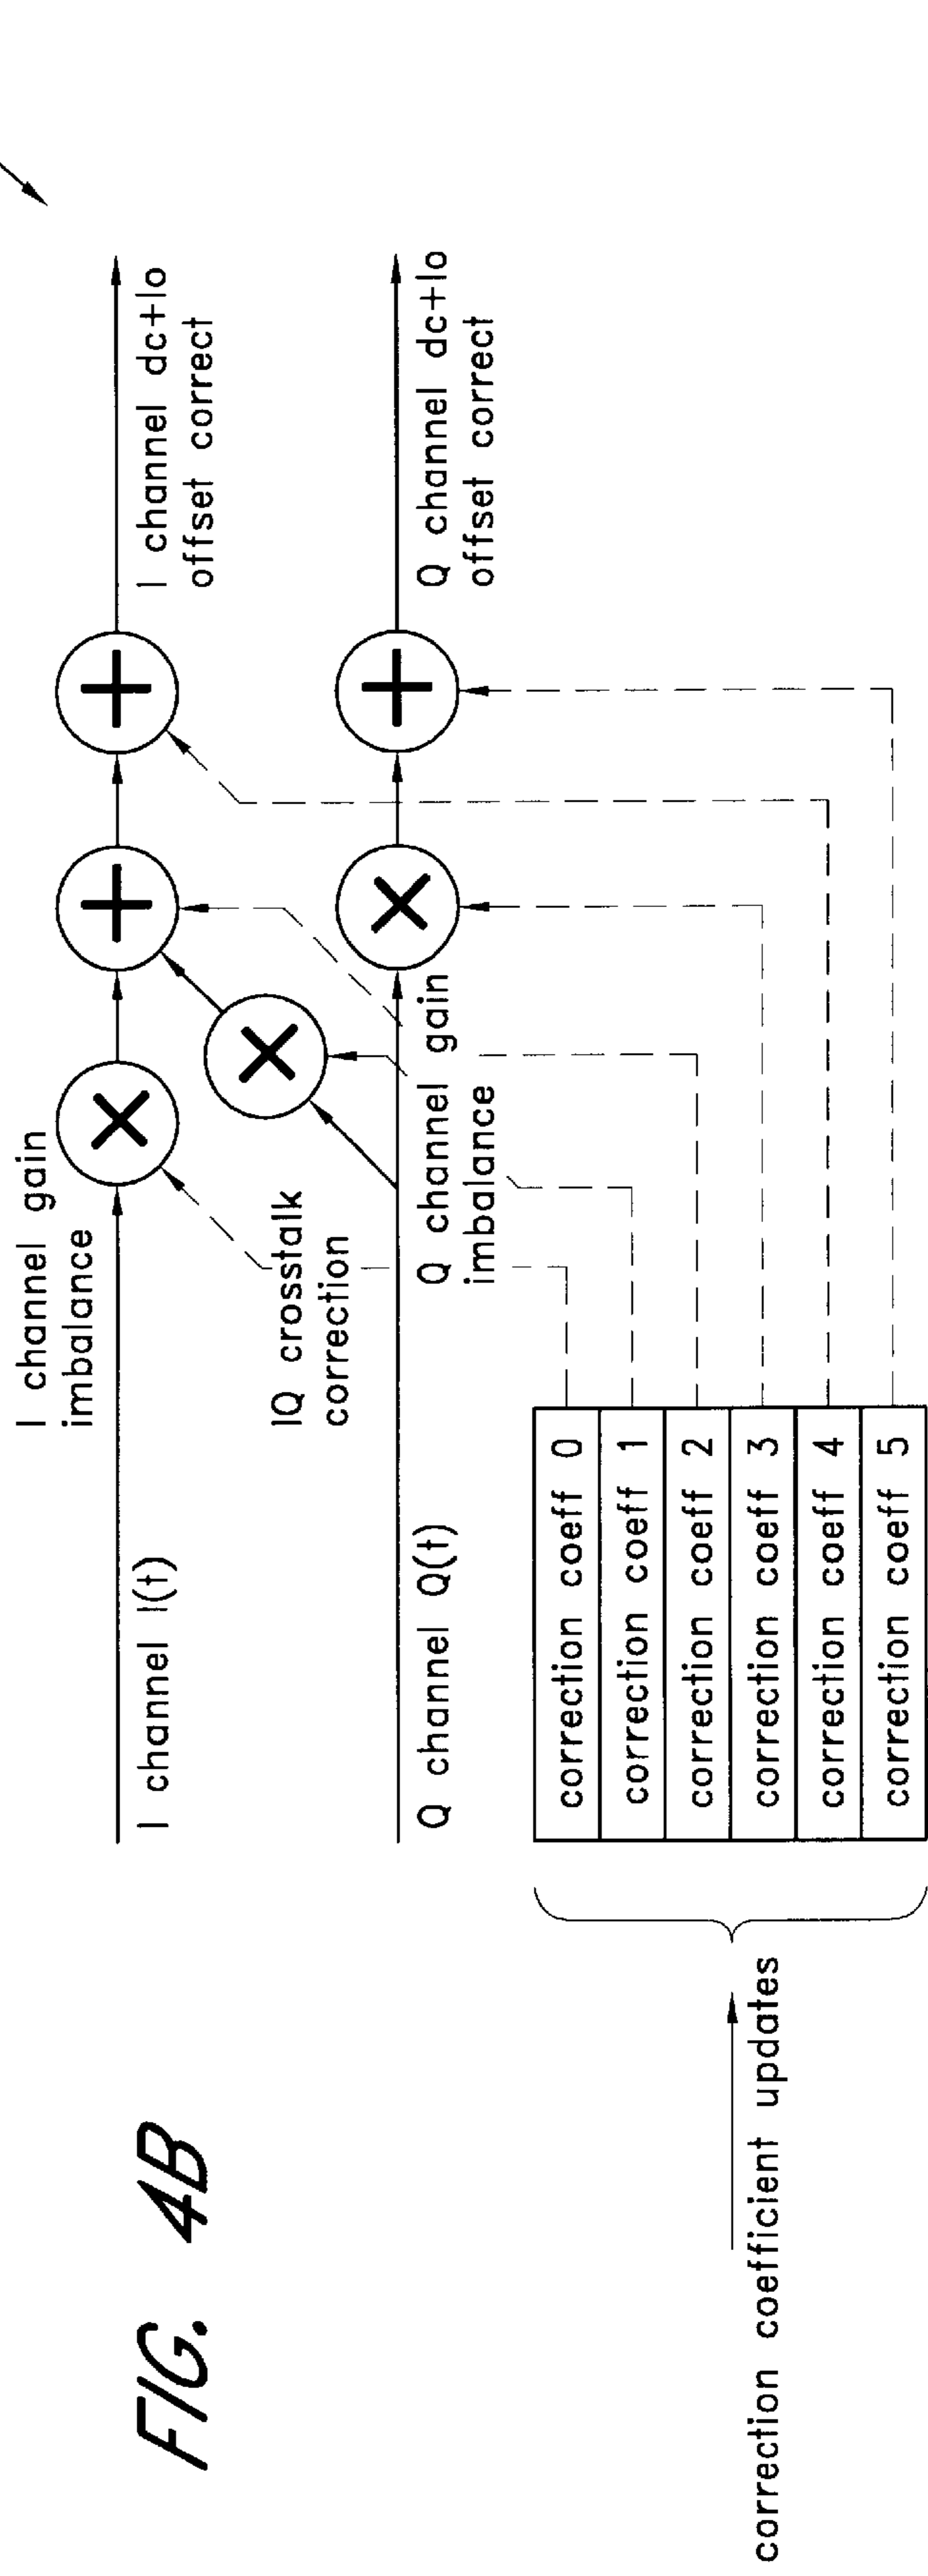 FIG. 4B
I channel gain
imbalance
I channel I(t)
IQ crosstalk
correction
I channel dc+lo
offset correct
Q channel Q(t)
Q channel gain
imbalance
Q channel dc+lo
offset correct
correction coeff 0
correction coeff 1
correction coeff 2
correction coeff 3
correction coeff 4
correction coeff 5
correction coefficient updates